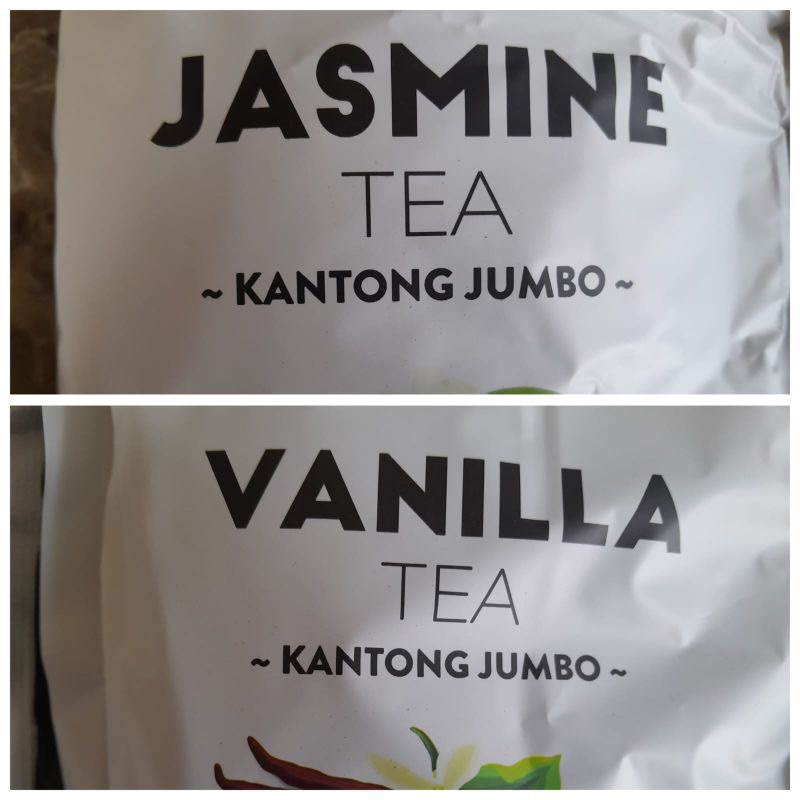 JASMINE
TEA
~ KANTONG JUMBO ~
VANILLA
TEA
~ KANTONG JUMBO ~